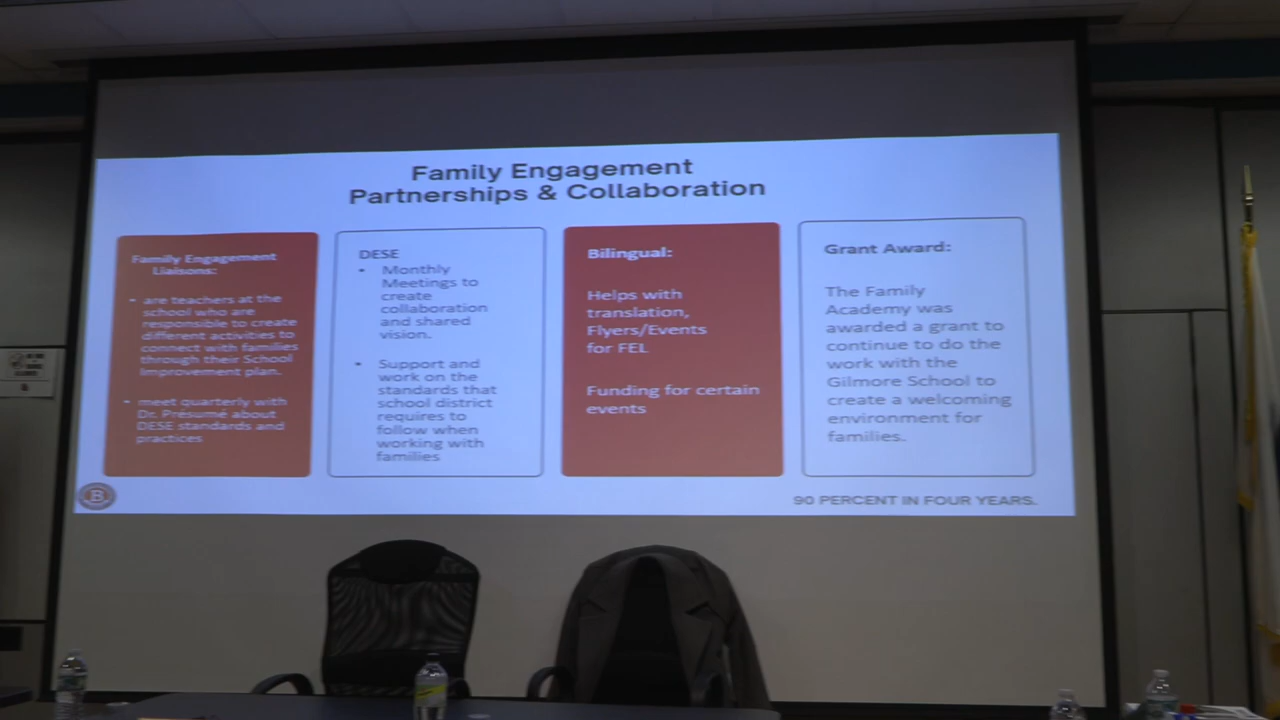 Family Engagement
Partnerships & Collaboration
Family Engagement
Liaisons:
• are teachers at the
school who are
responsible to create
different activities to
connect with families
through their School
Improvement plan.
• meet quarterly with
Dr. Présumé about
DESE standards and
practices
DESE
• Monthly
Meetings to
create
collaboration
and shared
vision.
• Support and
work on the
standards that
school district
requires to
follow when
working with
families
Bilingual:
Helps with
translation,
Flyers/Events
for FEL
Funding for certain
events
Grant Award:
The Family
Academy was
awarded a grant to
continue to do the
work with the
Gilmore School to
create a welcoming
environment for
families.
B
90 PERCENT IN FOUR YEARS.